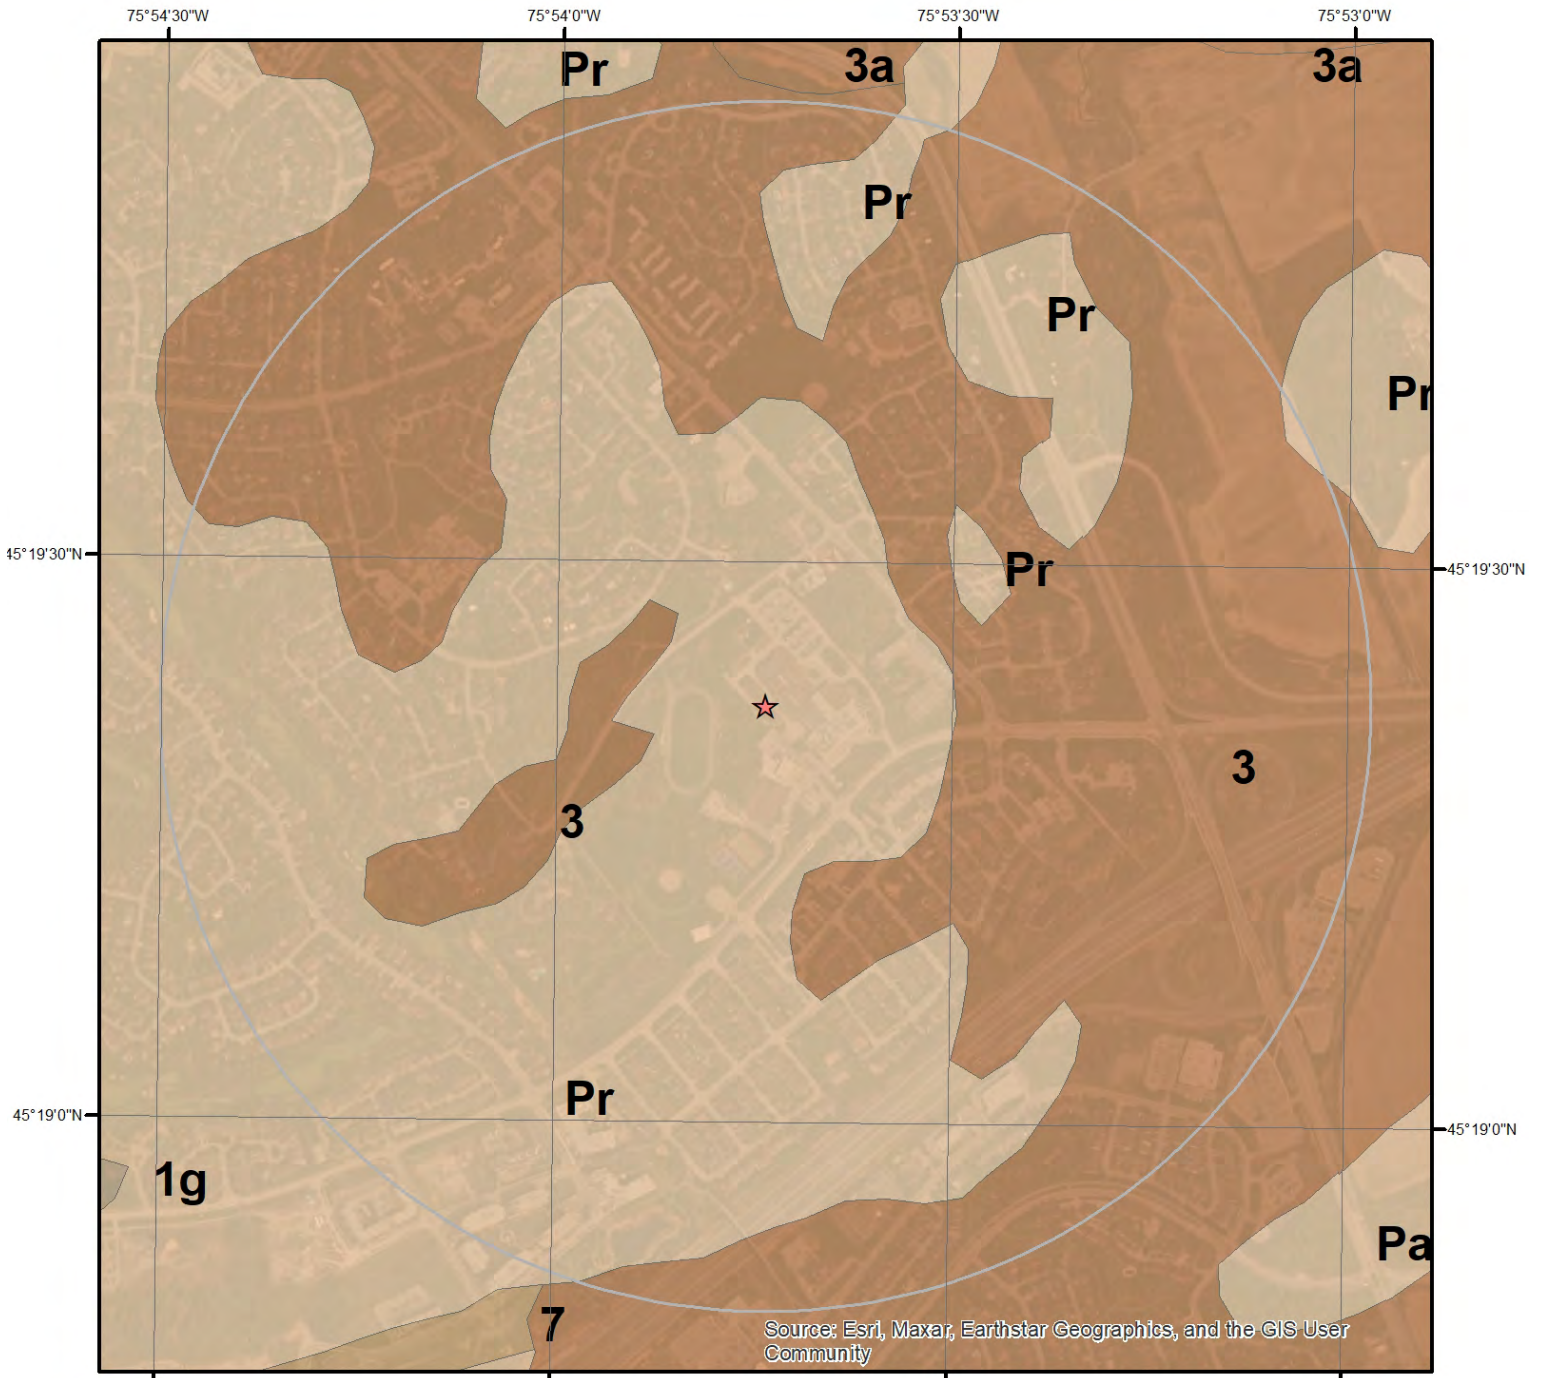 75°54'30"W 75°54'0"W 75°53'30"W 75°53'0"W
Pr 3a 3a
Pr
Pr
Pr
45°19'30"N Pr 45°19'30"N
3
3
Pr
45°19'0"N 45°19'0"N
1g
Pa
7
Source: Esri, Maxar, Earthstar Geographics, and the GIS User
Community